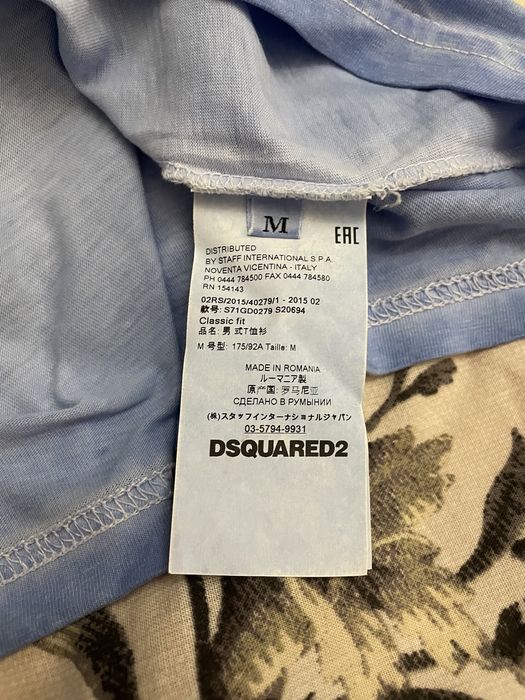 M
EAC
DISTRIBUTED
BY STAFF INTERNATIONAL S.P.A.
NOVENTA VICENTINA - ITALY
PH 0444 784500 FAX 0444 784580
RN 154143
02RS/2015/40279/1 - 2015 02
款号: S71GD0279 S20694
Classic fit
品名: 男 式T恤衫
M 号型: 175/92A Taille: M
MADE IN ROMANIA
ルーマニア製
原产国: 罗马尼亚
СДЕЛАНО В РУМЫНИИ
(株)スタッフインターナショナルジャパン
03-5794-9931
DSQUARED2